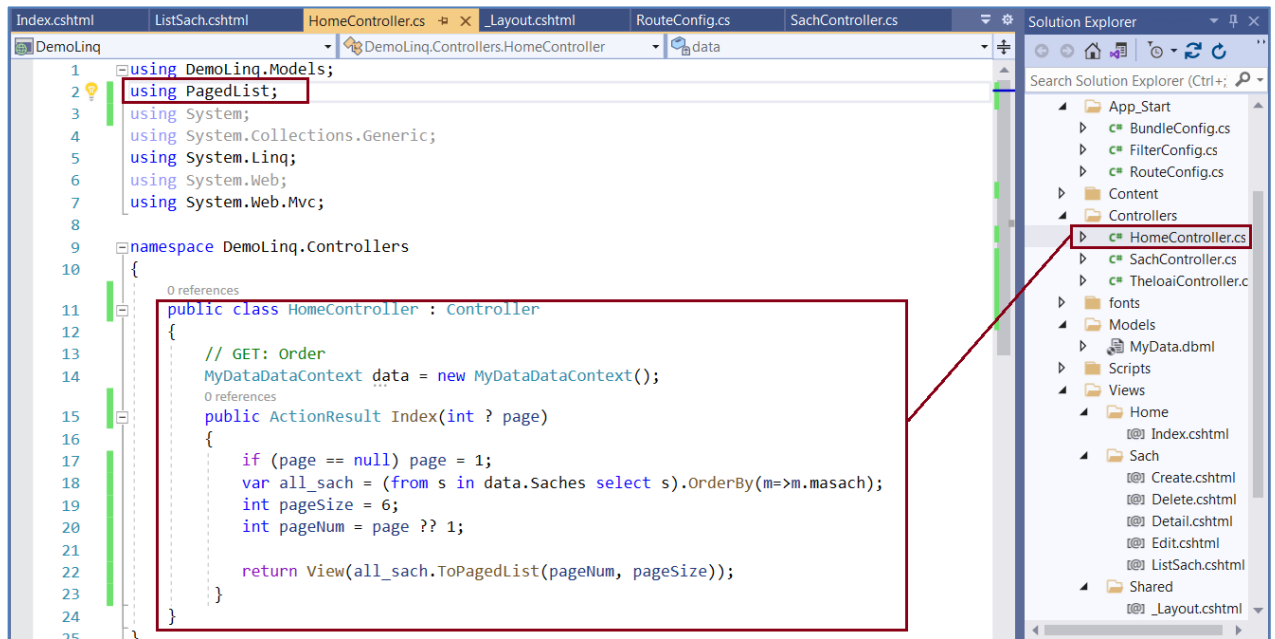 Index.cshtml ListSach.cshtml HomeController.cs _Layout.cshtml RouteConfig.cs SachController.cs
DemoLinq DemoLinq.Controllers.HomeController data
1 using DemoLinq.Models;
2 using PagedList;
3 using System;
4 using System.Collections.Generic;
5 using System.Linq;
6 using System.Web;
7 using System.Web.Mvc;
8
9 namespace DemoLinq.Controllers
10 {
0 references
11 public class HomeController : Controller
12 {
13 // GET: Order
14 MyDataDataContext data = new MyDataDataContext();
0 references
15 public ActionResult Index(int ? page)
16 {
17 if (page == null) page = 1;
18 var all_sach = (from s in data.Saches select s).OrderBy(m=>m.masach);
19 int pageSize = 6;
20 int pageNum = page ?? 1;
21
22 return View(all_sach.ToPagedList(pageNum, pageSize));
23 }
24 }
25 }
Solution Explorer
Search Solution Explorer (Ctrl+;
App_Start
C# BundleConfig.cs
C# FilterConfig.cs
C# RouteConfig.cs
Content
Controllers
C# HomeController.cs
C# SachController.cs
C# TheloaiController.c
fonts
Models
MyData.dbml
Scripts
Views
Home
[@] Index.cshtml
Sach
[@] Create.cshtml
[@] Delete.cshtml
[@] Detail.cshtml
[@] Edit.cshtml
[@] ListSach.cshtml
Shared
[@] _Layout.cshtml